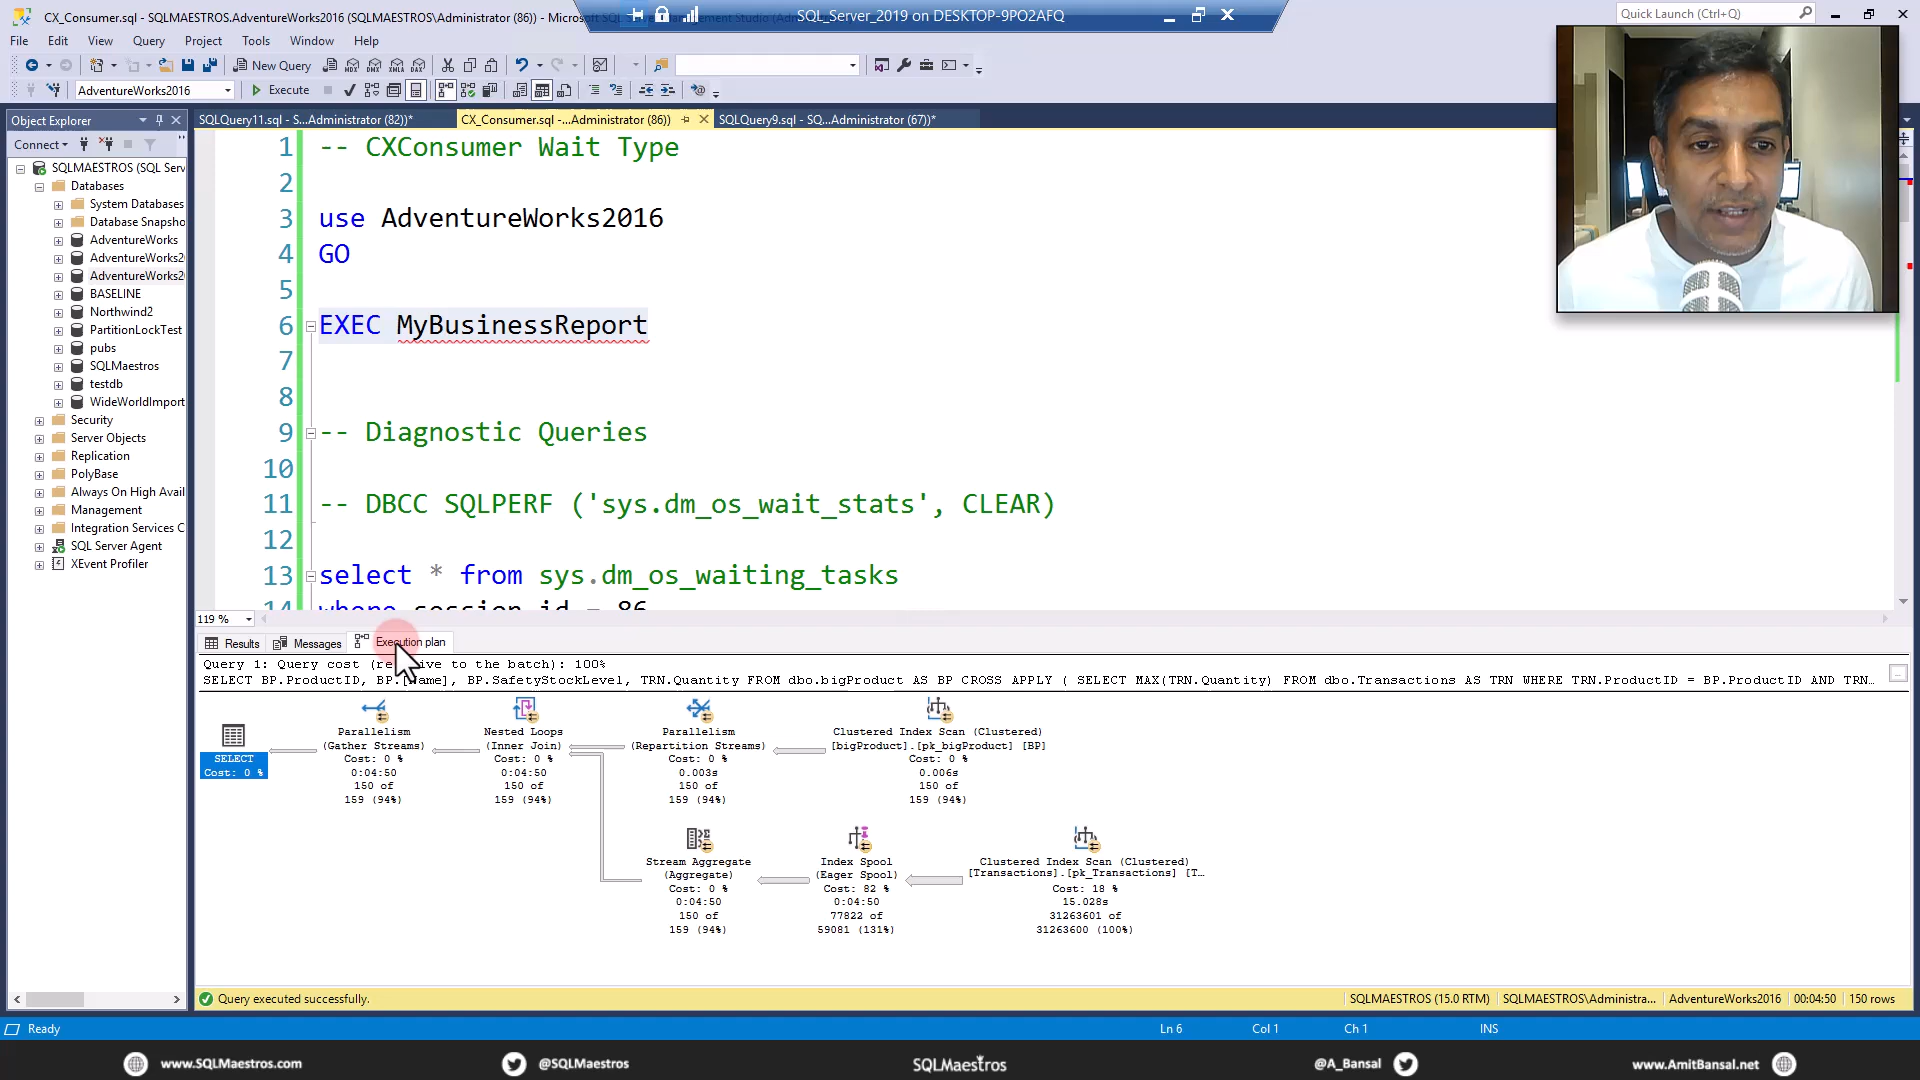 CX_Consumer.sql - SQLMAESTROS.AdventureWorks2016 (SQLMAESTROS\Administrator (86)) - Micros
SQL_Server_2019 on DESKTOP-9PO2AFQ
Quick Launch (Ctrl+Q)
File Edit View Query Project Tools Window Help
New Query
AdventureWorks2016
Execute
Object Explorer
SQLQuery11.sql - S...Administrator (82))*
CX_Consumer.sql -...Administrator (86))
SQLQuery9.sql - SQ...Administrator (67))*
Connect
SQLMAESTROS (SQL Serv
Databases
System Databases
Database Snapsho
AdventureWorks
AdventureWorks2
AdventureWorks2
BASELINE
Northwind2
PartitionLockTest
pubs
SQLMaestros
testdb
WideWorldImport
Security
Server Objects
Replication
PolyBase
Always On High Avail
Management
Integration Services C
SQL Server Agent
XEvent Profiler
1 -- CXConsumer Wait Type
2
3 use AdventureWorks2016
4 GO
5
6 EXEC MyBusinessReport
7
8
9 -- Diagnostic Queries
10
11 -- DBCC SQLPERF ('sys.dm_os_wait_stats', CLEAR)
12
13 select * from sys.dm_os_waiting_tasks
14 where session_id = 86
119 %
Results Messages Execution plan
Query 1: Query cost (relative to the batch): 100%
SELECT BP.ProductID, BP.[Name], BP.SafetyStockLevel, TRN.Quantity FROM dbo.bigProduct AS BP CROSS APPLY ( SELECT MAX(TRN.Quantity) FROM dbo.Transactions AS TRN WHERE TRN.ProductID = BP.ProductID AND TRN...
SELECT
Cost: 0 %
Parallelism
(Gather Streams)
Cost: 0 %
0:04:50
150 of
159 (94%)
Nested Loops
(Inner Join)
Cost: 0 %
0:04:50
150 of
159 (94%)
Parallelism
(Repartition Streams)
Cost: 0 %
0.003s
150 of
159 (94%)
Clustered Index Scan (Clustered)
[bigProduct].[pk_bigProduct] [BP]
Cost: 0 %
0.006s
150 of
159 (94%)
Stream Aggregate
(Aggregate)
Cost: 0 %
0:04:50
150 of
159 (94%)
Index Spool
(Eager Spool)
Cost: 82 %
0:04:50
77822 of
59081 (131%)
Clustered Index Scan (Clustered)
[Transactions].[pk_Transactions] [T...
Cost: 18 %
15.028s
31263601 of
31263600 (100%)
Query executed successfully.
SQLMAESTROS (15.0 RTM) SQLMAESTROS\Administra... AdventureWorks2016 00:04:50 150 rows
Ready
Ln 6 Col 1 Ch 1 INS
www.SQLMaestros.com
@SQLMaestros
SQLMaestros
@A_Bansal
www.AmitBansal.net